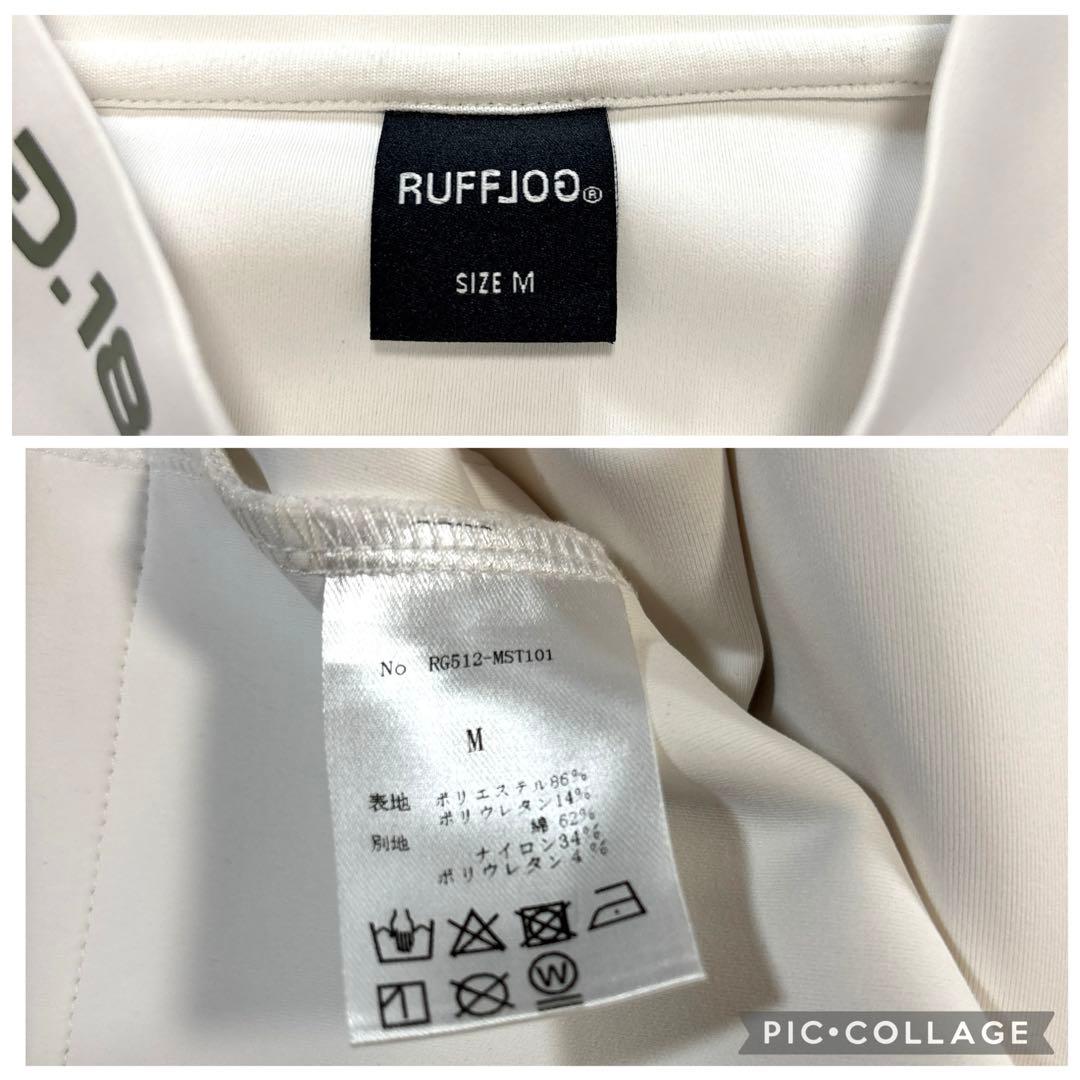 RUFFLOG®
SIZE M
D.18
No RG512-MST101
M
表地 ポリエステル86%
ポリウレタン14%
別地 綿 62%
ナイロン34%
ポリウレタン 4%
W
PIC•COLLAGE